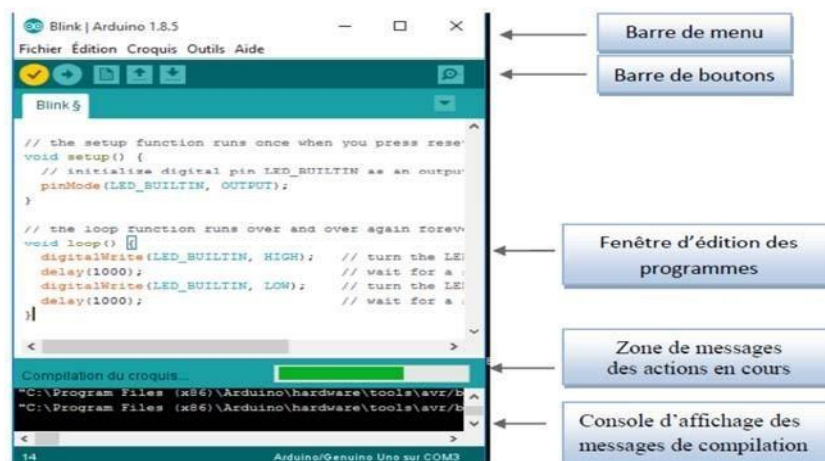 Blink | Arduino 1.8.5
Fichier Édition Croquis Outils Aide
Blink §
// the setup function runs once when you press rese
void setup() {
// initialize digital pin LED_BUILTIN as an outpu
pinMode(LED_BUILTIN, OUTPUT);
}
// the loop function runs over and over again forev
void loop() {
digitalWrite(LED_BUILTIN, HIGH); // turn the LE
delay(1000); // wait for a
digitalWrite(LED_BUILTIN, LOW); // turn the LE
delay(1000); // wait for a
}
Compilation du croquis...
"C:\Program Files (x86)\Arduino\hardware\tools\avr/b
"C:\Program Files (x86)\Arduino\hardware\tools\avr/b
14 Arduino/Genuino Uno sur COM3
Barre de menu
Barre de boutons
Fenêtre d'édition des
programmes
Zone de messages
des actions en cours
Console d'affichage des
messages de compilation